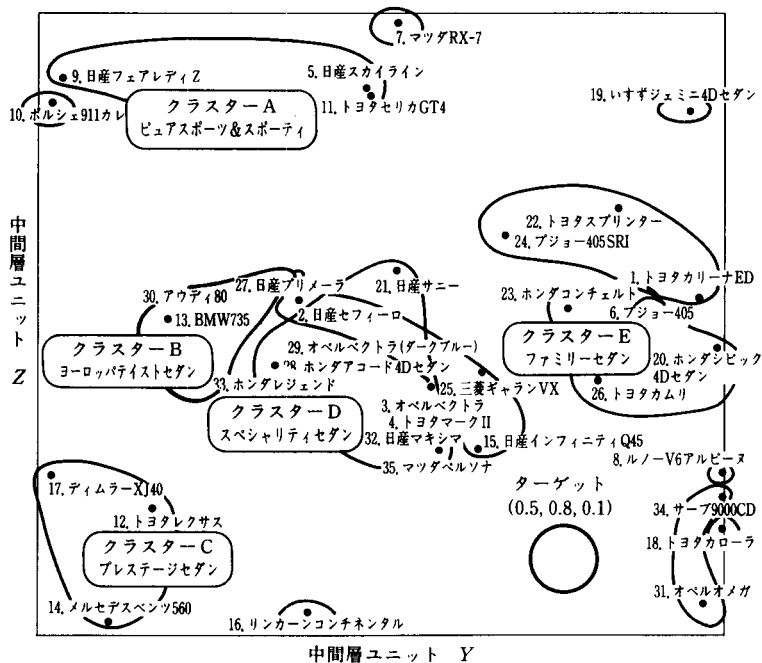 7.マツダRX-7
9.日産フェアレディZ
5.日産スカイライン
11.トヨタセリカGT4
10.ポルシェ911カレ
クラスターA
ピュアスポーツ&スポーティ
19.いすずジェミニ4Dセダン
22.トヨタスプリンター
24.プジョー405SRI
1.トヨタカリーナED
23.ホンダコンチェルト
6.プジョー405
27.日産プリメーラ
21.日産サニー
30.アウディ80
13.BMW735
2.日産セフィーロ
クラスターB
ヨーロッパテイストセダン
クラスターE
ファミリーセダン
29.オペルベクトラ(ダークブルー)
28.ホンダアコード4Dセダン
20.ホンダシビック
4Dセダン
33.ホンダレジェンド
25.三菱ギャランVX
26.トヨタカムリ
クラスターD
スペシャリティセダン
3.オペルベクトラ
4.トヨタマークII
32.日産マキシマ
15.日産インフィニティQ45
35.マツダペルソナ
8.ルノーV6アルピーヌ
17.ディムラーXJ40
ターゲット
(0.5, 0.8, 0.1)
34.サーブ9000CD
12.トヨタレクサス
18.トヨタカローラ
クラスターC
プレステージセダン
31.オペルオメガ
14.メルセデスベンツ560
16.リンカーンコンチネンタル
中間層ユニット Z
中間層ユニット Y